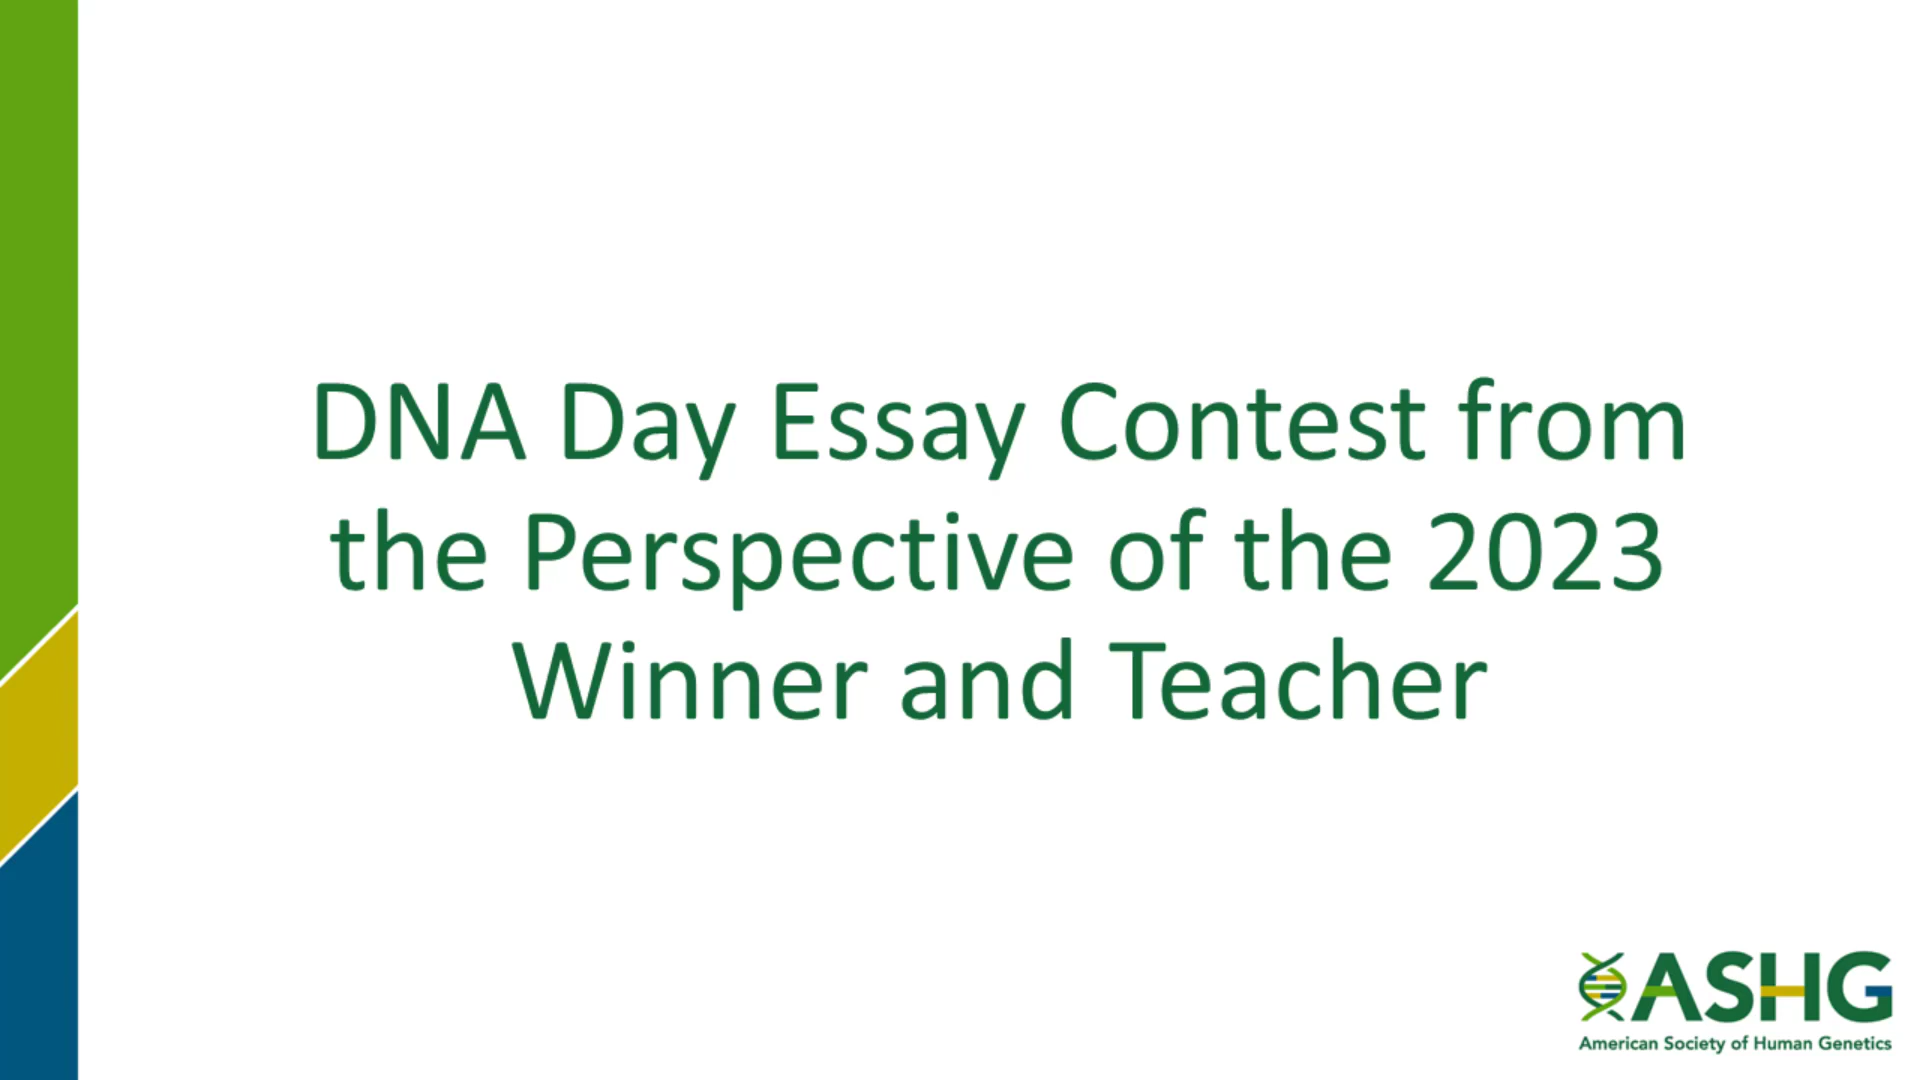 DNA Day Essay Contest from
the Perspective of the 2023
Winner and Teacher
ASHG
American Society of Human Genetics